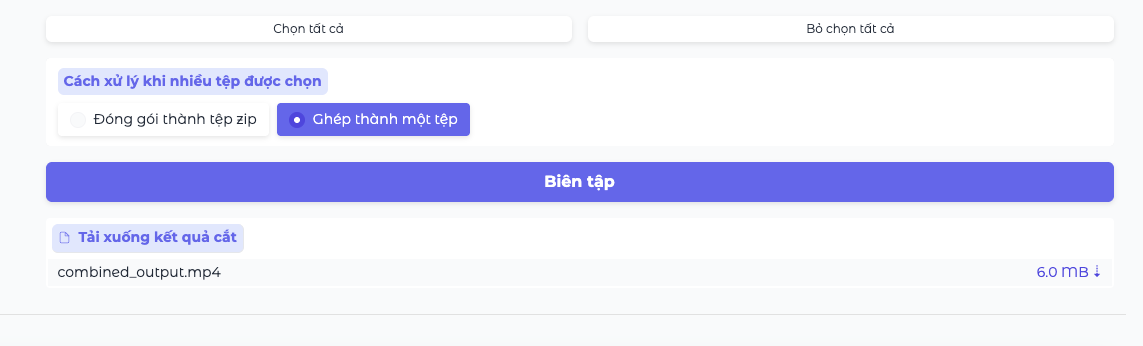 Chọn tất cả
Bỏ chọn tất cả
Cách xử lý khi nhiều tệp được chọn
Đóng gói thành tệp zip
Ghép thành một tệp
Biên tập
Tải xuống kết quả cắt
combined_output.mp4
6.0 MB